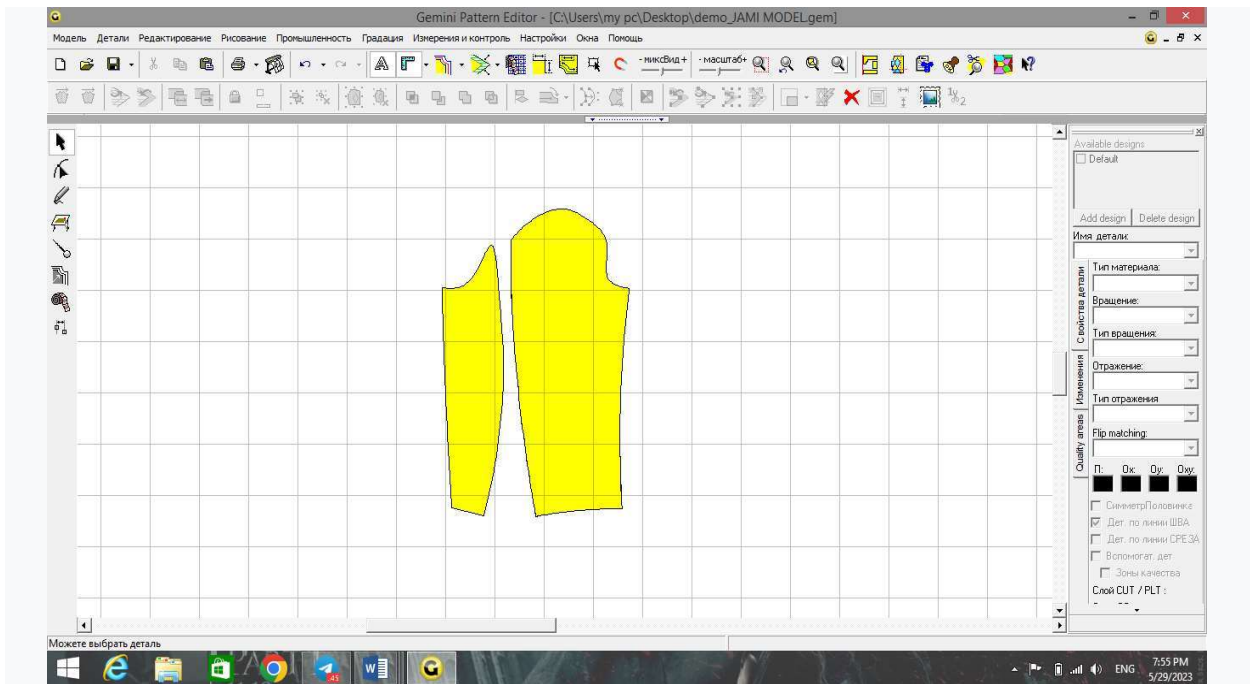 Gemini Pattern Editor - [C:\Users\my pc\Desktop\demo_JAMI MODEL.gem]
Модель Детали Редактирование Рисование Промышленность Градация Измерения и контроль Настройки Окна Помощь
-никсВид+ -масштаб+
Available designs
Default
Add design Delete design
Имя детали:
Свойства детали
Изменения
Quality areas
Тип материала:
Вращение:
Тип вращения:
Отражение:
Тип отражения
Flip matching:
П: Ох: Оу: Оху:
СимметрПоловинка
Дет. по линии ШВА
Дет. по линии СРЕЗА
Вспомогат. дет
Зоны качества
Слой CUT / PLT :
Можете выбрать деталь
45
ENG
7:55 PM
5/29/2023